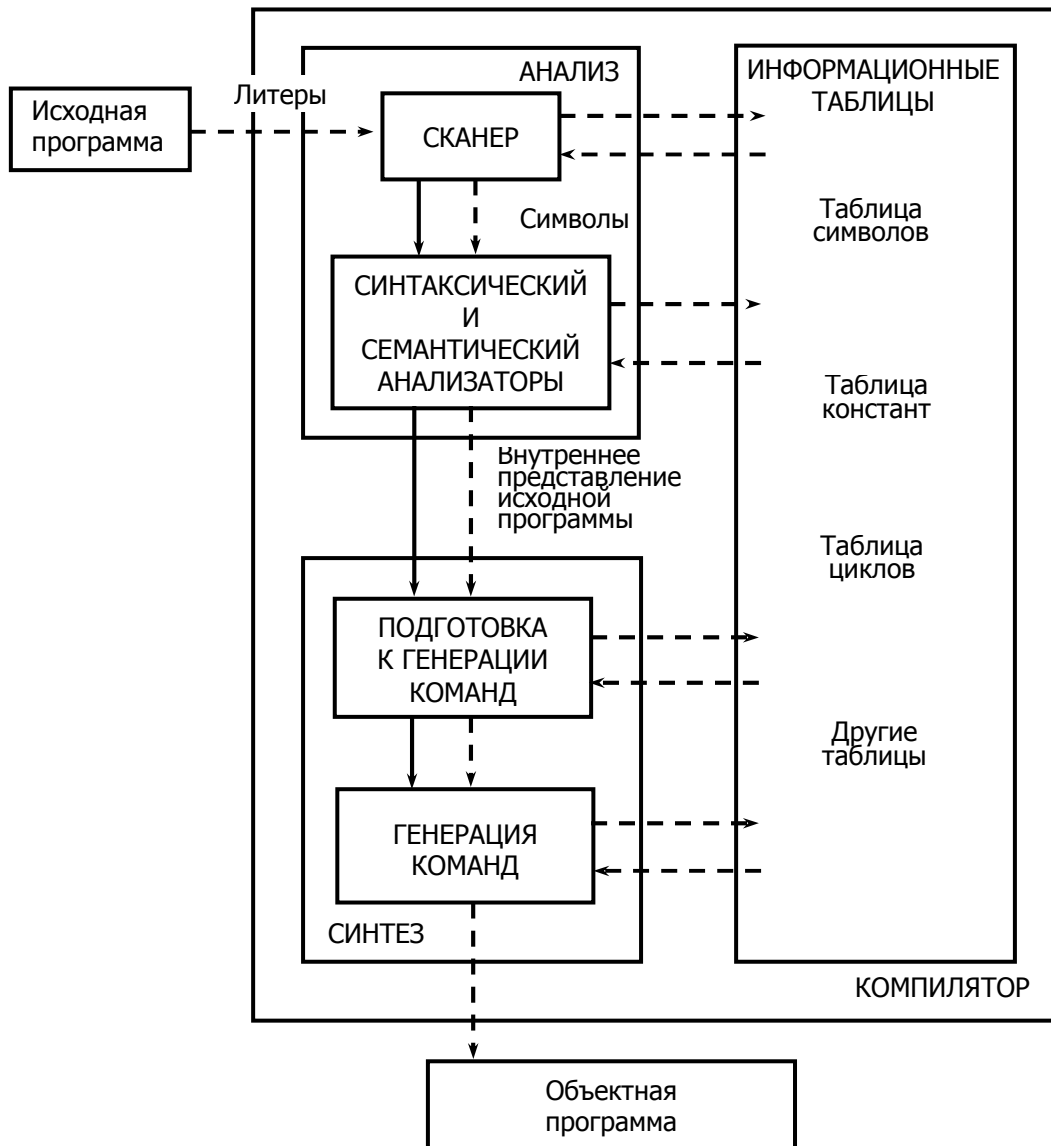 АНАЛИЗ
ИНФОРМАЦИОННЫЕ
ТАБЛИЦЫ
Литеры
Исходная
программа
СКАНЕР
Символы
Таблица
символов
СИНТАКСИЧЕСКИЙ
И
СЕМАНТИЧЕСКИЙ
АНАЛИЗАТОРЫ
Таблица
констант
Внутреннее
представление
исходной
программы
Таблица
циклов
ПОДГОТОВКА
К ГЕНЕРАЦИИ
КОМАНД
Другие
таблицы
ГЕНЕРАЦИЯ
КОМАНД
СИНТЕЗ
КОМПИЛЯТОР
Объектная
программа